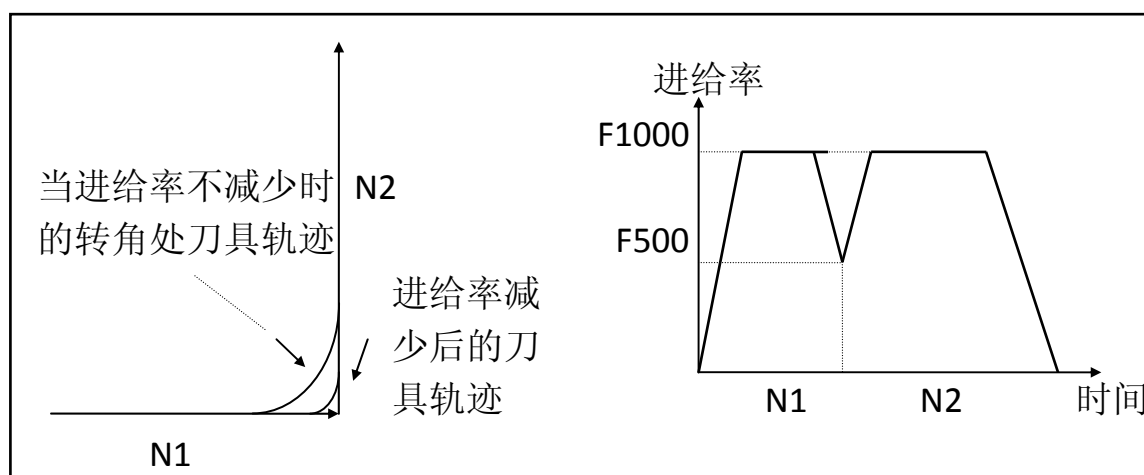 当进给率不减少时
的转角处刀具轨迹
N2
进给率减
少后的刀
具轨迹
N1
进给率
F1000
F500
N1
N2
时间